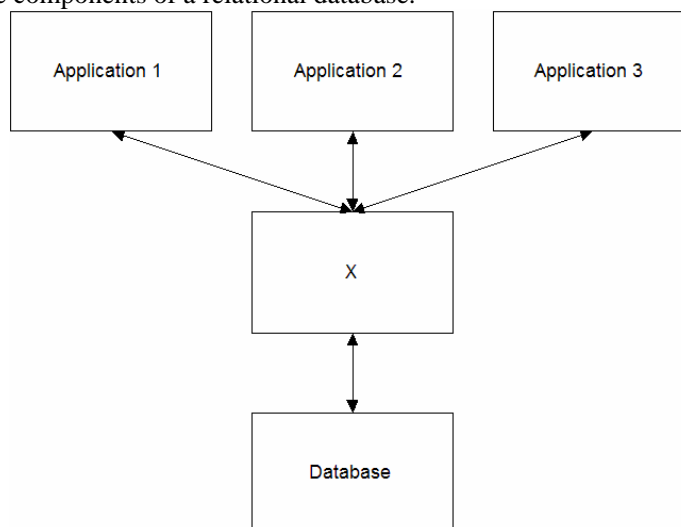 components of a relational database.
Application 1 Application 2 Application 3
X
Database